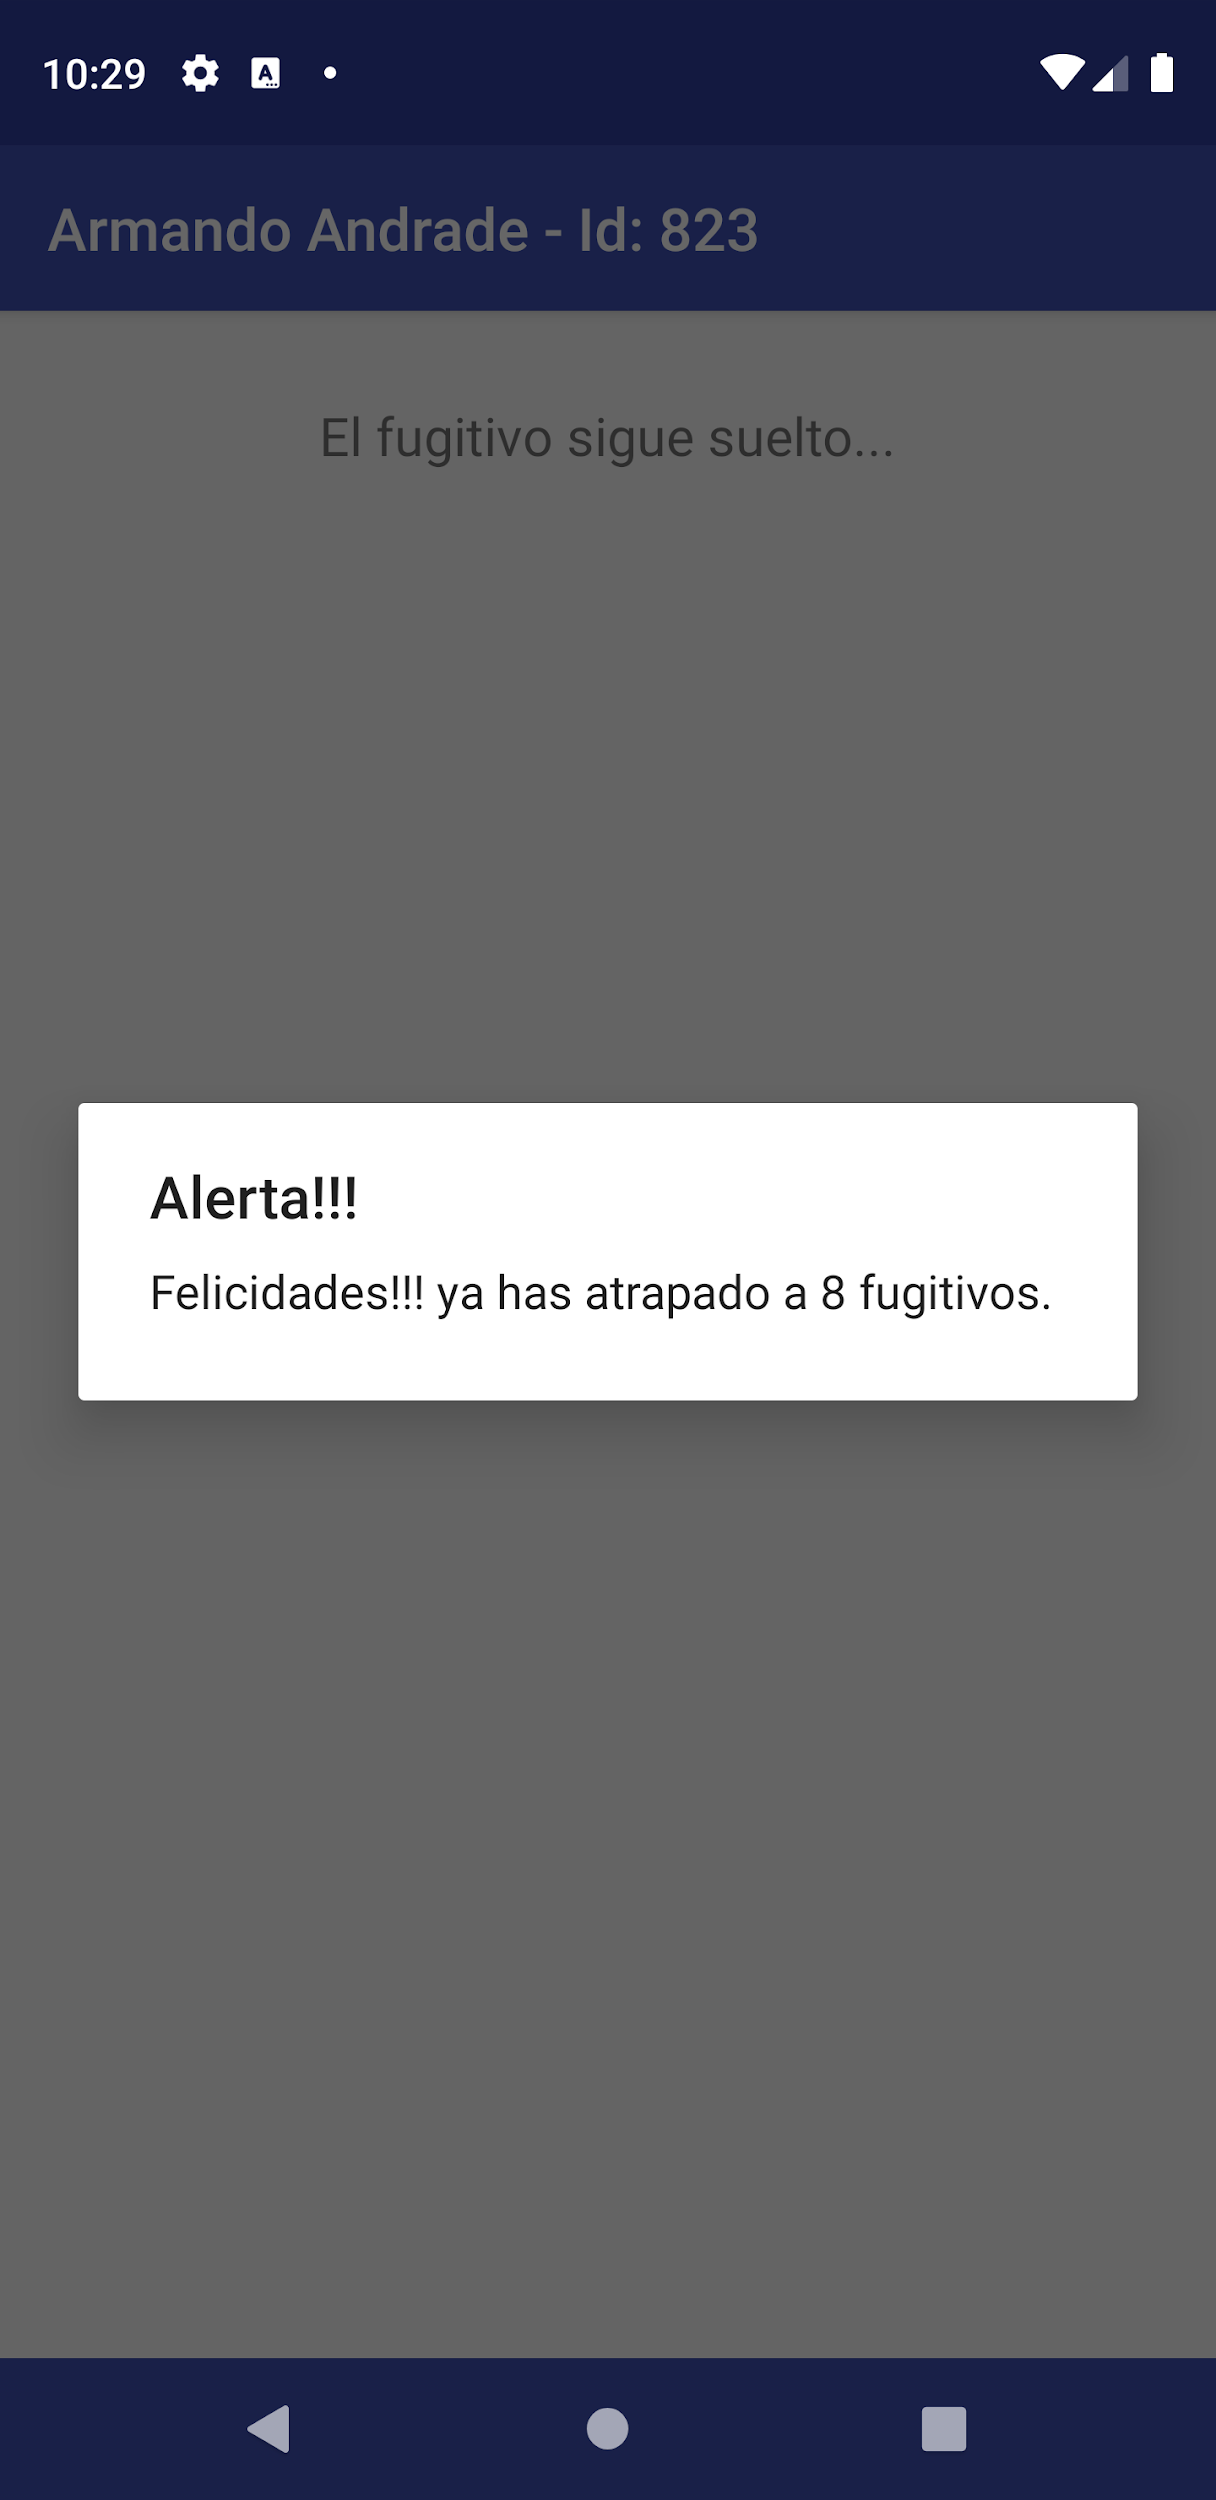 10:29
Armando Andrade - Id: 823
El fugitivo sigue suelto...
Alerta!!!
Felicidades!!! ya has atrapado a 8 fugitivos.